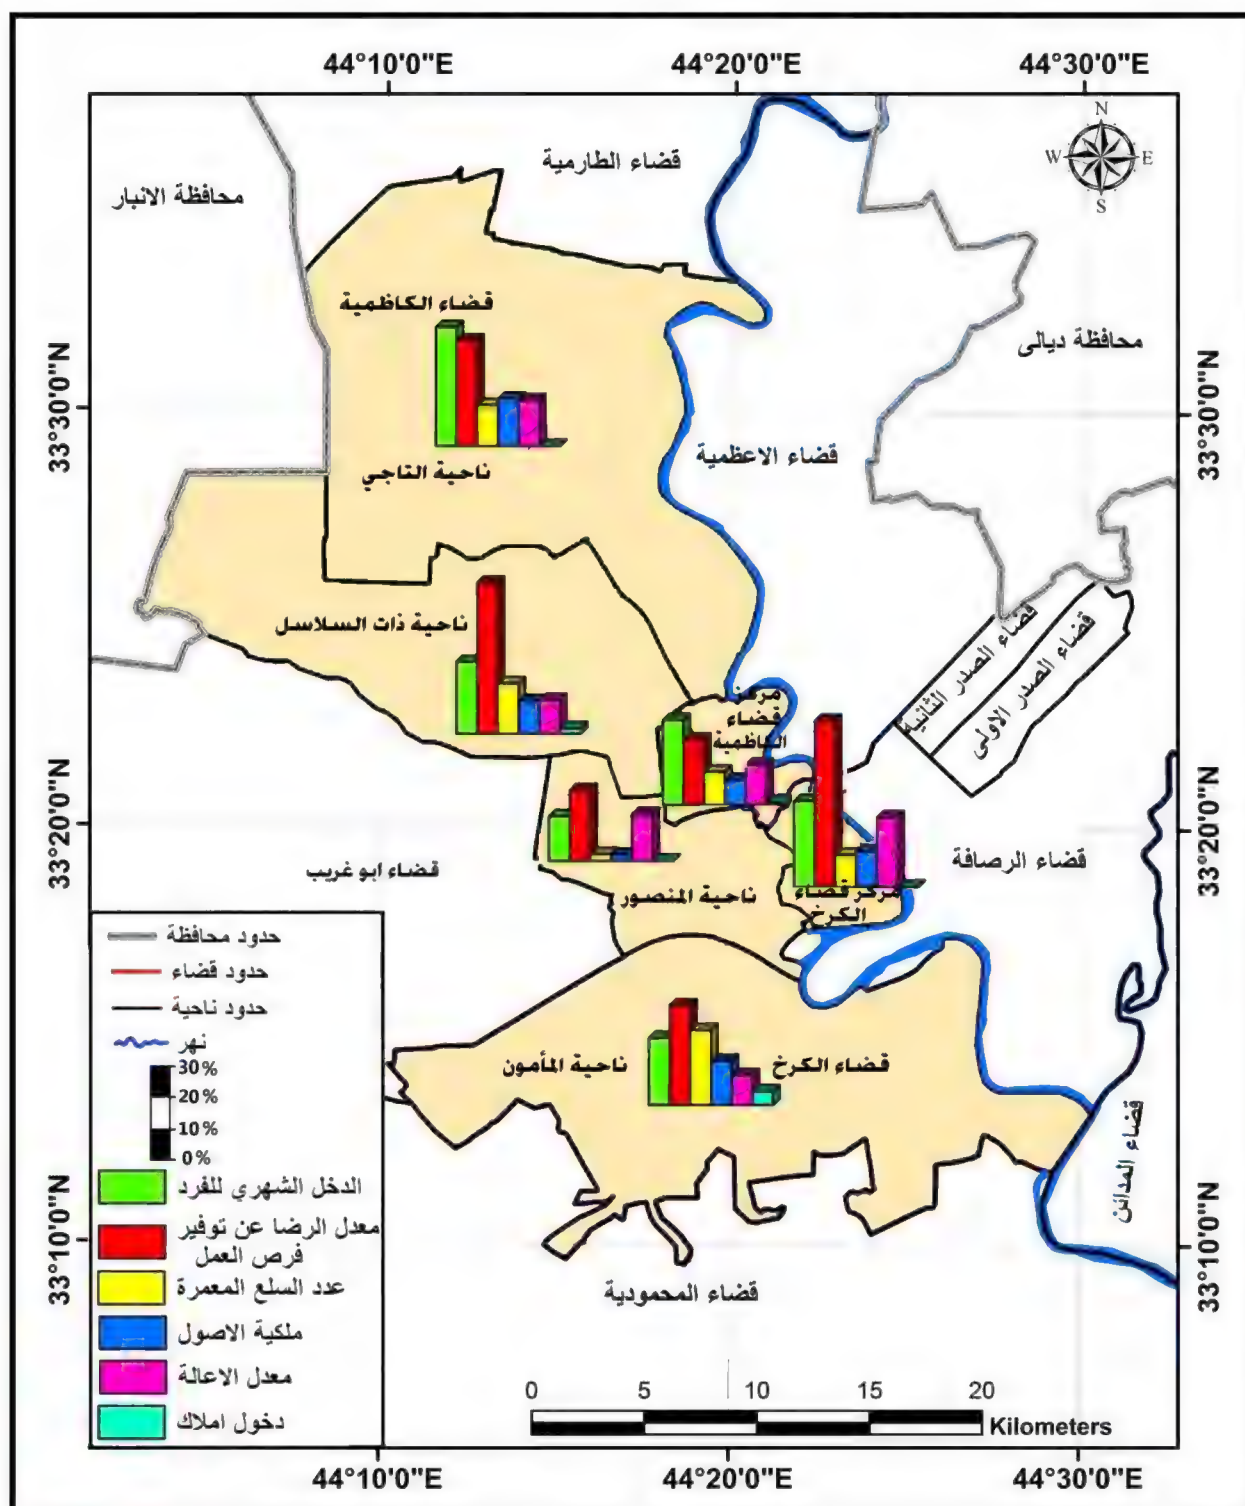 44°10'0"E
44°20'0"E
44°30'0"E
N
W
E
S
قضاء الطارمية
محافظة الانبار
قضاء الكاظمية
محافظة ديالى
33°30'0"N
33°30'0"N
قضاء الاعظمية
ناحية التاجي
ناحية ذات السلاسل
قضاء الصدر الثانية
قضاء الصدر الاولى
مركز
قضاء
الكاظمية
33°20'0"N
33°20'0"N
قضاء الرصافة
قضاء ابو غريب
ناحية المنصور
مركز قضاء
الكرخ
ناحية المأمون
قضاء الكرخ
قضاء المدائن
33°10'0"N
33°10'0"N
قضاء المحمودية
حدود محافظة
حدود قضاء
حدود ناحية
نهر
30%
20%
10%
0%
الدخل الشهري للفرد
معدل الرضا عن توفير
فرص العمل
عدد السلع المعمرة
ملكية الاصول
معدل الاعالة
دخول املاك
0 5 10 15 20
Kilometers
44°10'0"E
44°20'0"E
44°30'0"E